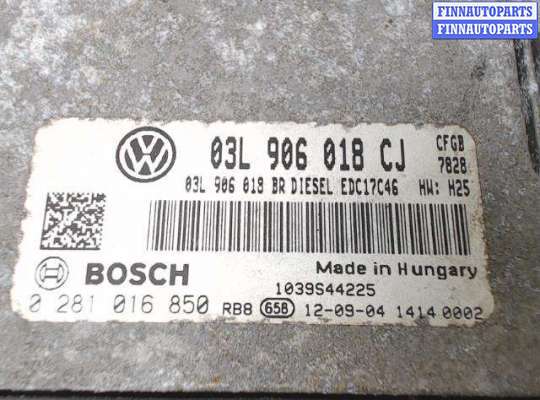 FINNAUTOPARTS
FINNAUTOPARTS
03L 906 018 CJ CFGB
7828
03L 906 018 BR DIESEL EDC17C46 HW: H25
BOSCH Made in Hungary
1039S44225
0 281 016 850 RB8 658 12-09-04 1414 0002